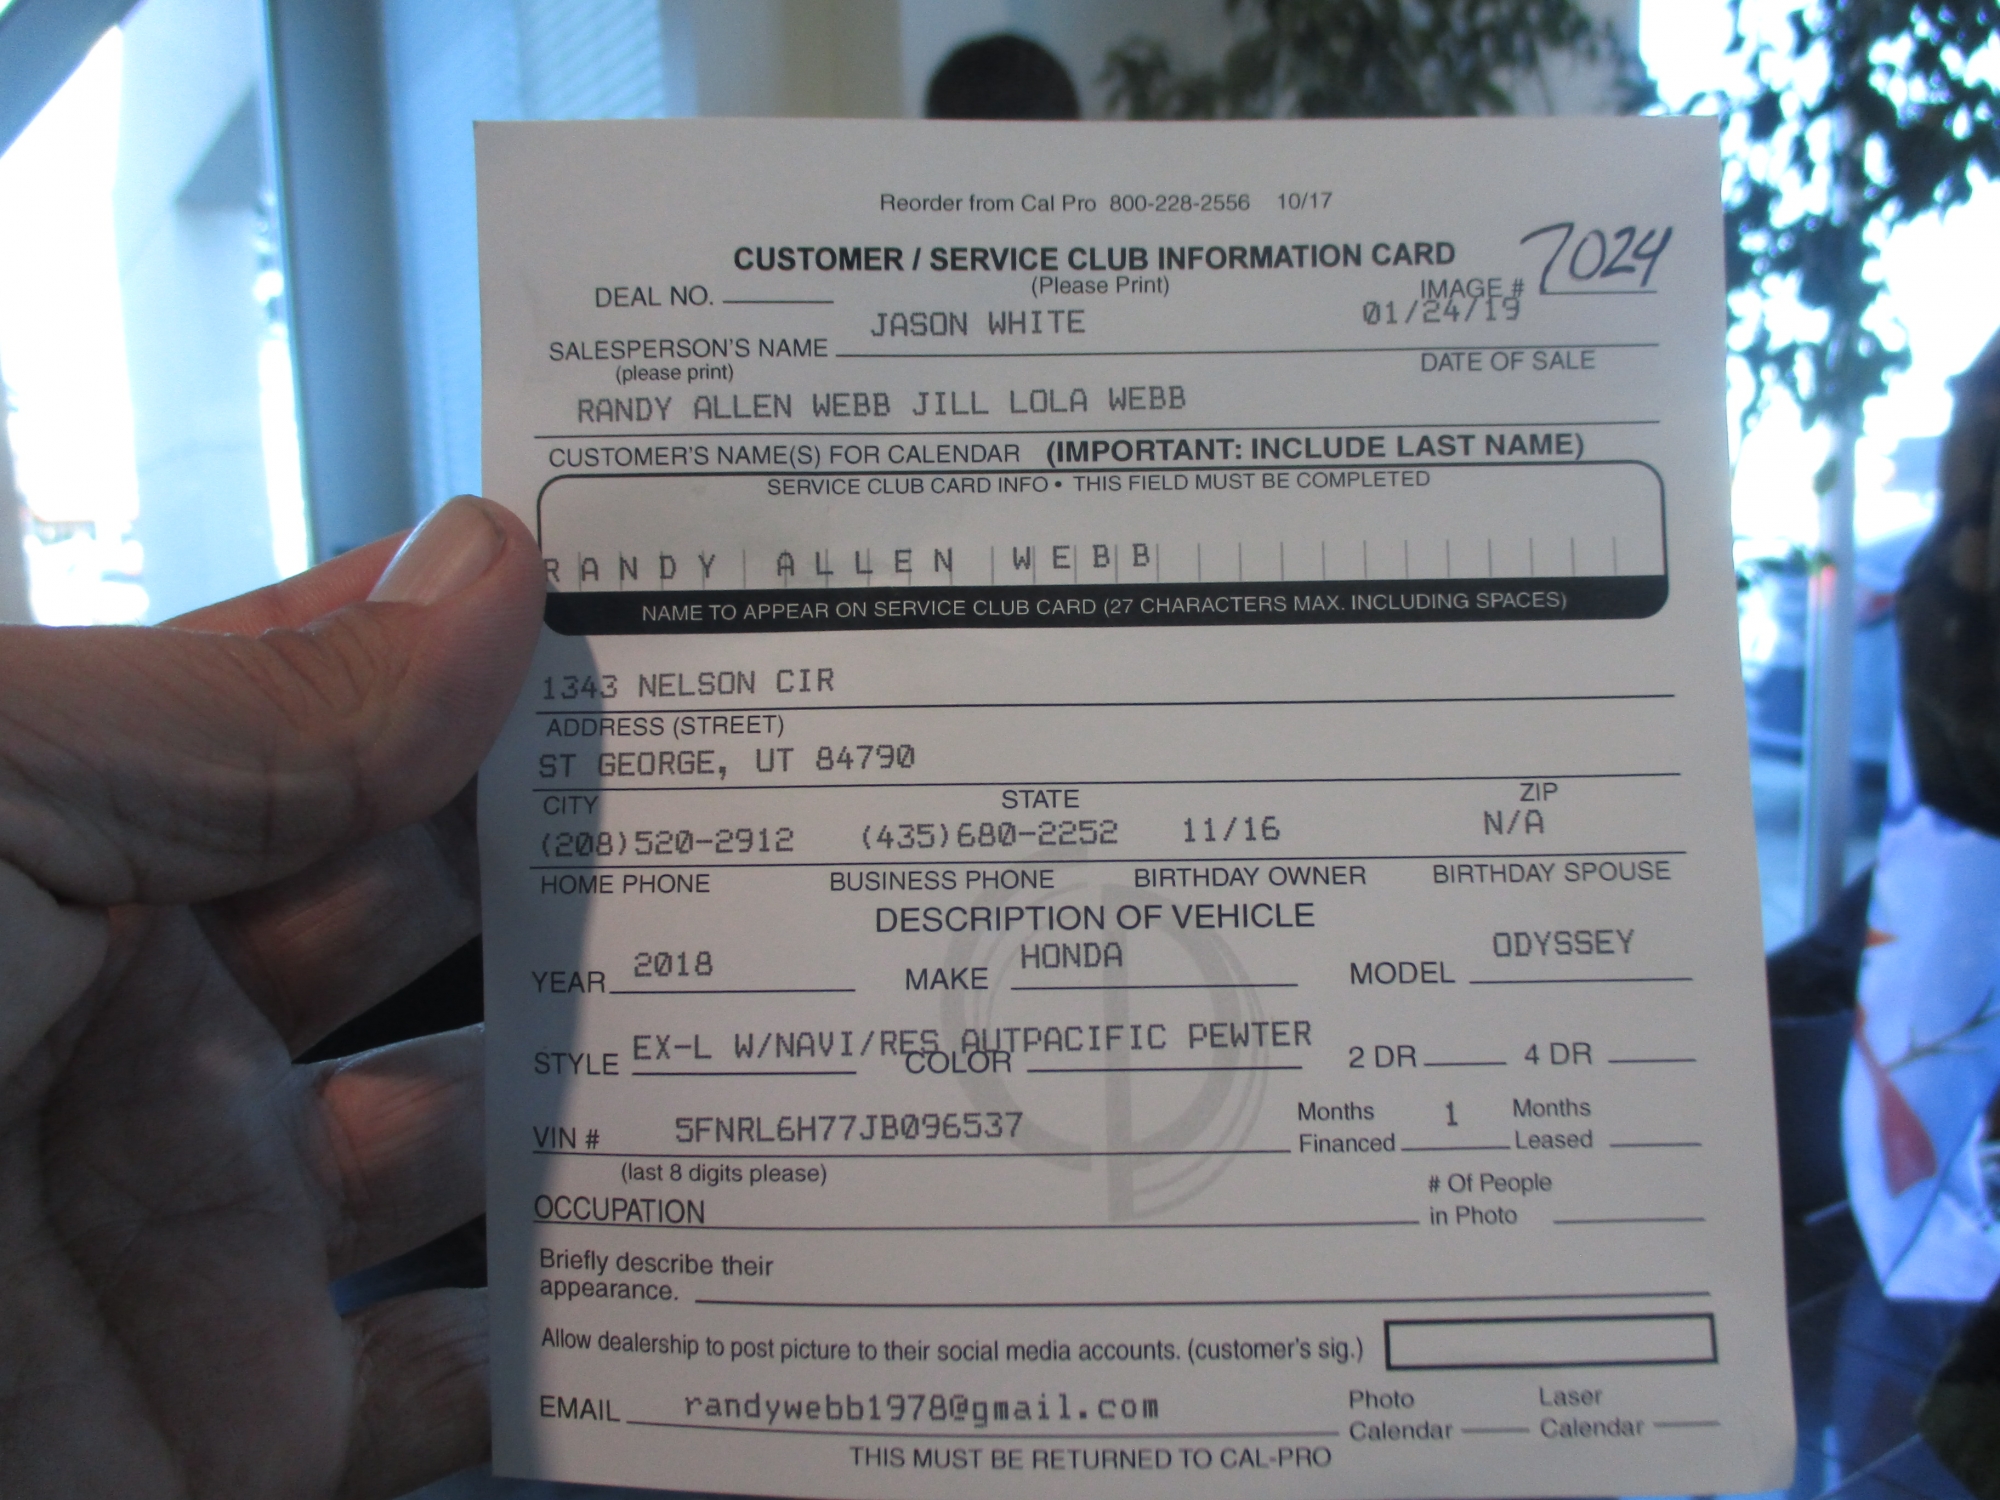 Reorder from Cal Pro 800-228-2556 10/17
CUSTOMER / SERVICE CLUB INFORMATION CARD
(Please Print)
DEAL NO.
IMAGE # 7024
JASON WHITE 01/24/19
SALESPERSON'S NAME DATE OF SALE
(please print)
RANDY ALLEN WEBB JILL LOLA WEBB
CUSTOMER'S NAME(S) FOR CALENDAR (IMPORTANT: INCLUDE LAST NAME)
SERVICE CLUB CARD INFO • THIS FIELD MUST BE COMPLETED
RANDY ALLEN WEBB
NAME TO APPEAR ON SERVICE CLUB CARD (27 CHARACTERS MAX. INCLUDING SPACES)
1343 NELSON CIR
ADDRESS (STREET)
ST GEORGE, UT 84790
CITY STATE ZIP
(208)520-2912 (435)680-2252 11/16 N/A
HOME PHONE BUSINESS PHONE BIRTHDAY OWNER BIRTHDAY SPOUSE
DESCRIPTION OF VEHICLE
YEAR 2018 MAKE HONDA MODEL ODYSSEY
EX-L W/NAVI/RES AUTPACIFIC PEWTER
STYLE COLOR 2 DR 4 DR
VIN # 5FNRL6H77JB096537 Months Financed 1 Months Leased
(last 8 digits please)
OCCUPATION # Of People in Photo
Briefly describe their
appearance.
Allow dealership to post picture to their social media accounts. (customer's sig.)
EMAIL randywebb1978@gmail.com Photo Calendar Laser Calendar
THIS MUST BE RETURNED TO CAL-PRO